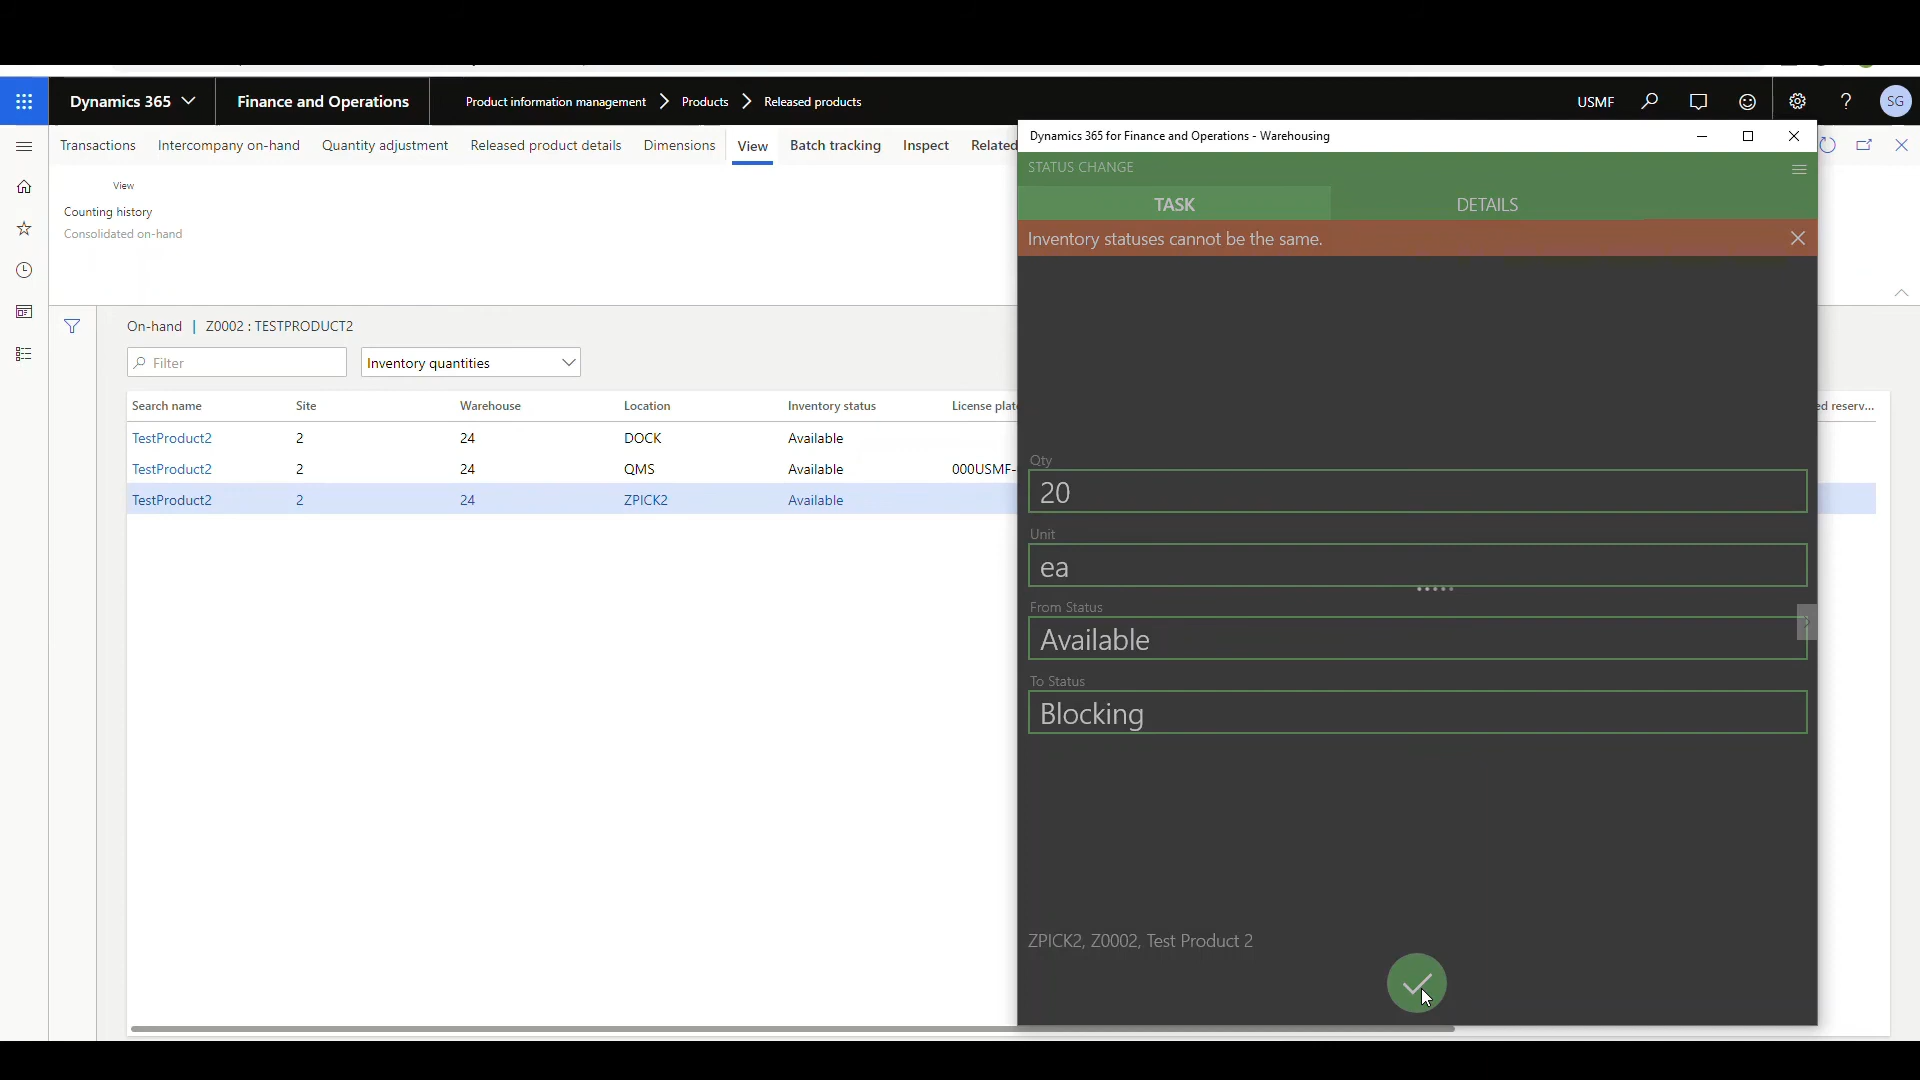 Dynamics 365
Finance and Operations
Product information management
Products
Released products
USMF
?
SG
Transactions
Intercompany on-hand
Quantity adjustment
Released product details
Dimensions
View
Batch tracking
Inspect
Related
View
Counting history
Consolidated on-hand
On-hand | Z0002 : TESTPRODUCT2
Filter
Inventory quantities
Search name Site Warehouse Location Inventory status License plate ed reserv...
TestProduct2 2 24 DOCK Available
TestProduct2 2 24 QMS Available 000USMF-
TestProduct2 2 24 ZPICK2 Available
Dynamics 365 for Finance and Operations - Warehousing
STATUS CHANGE
TASK DETAILS
Inventory statuses cannot be the same.
Qty
20
Unit
ea
From Status
Available
To Status
Blocking
ZPICK2, Z0002, Test Product 2